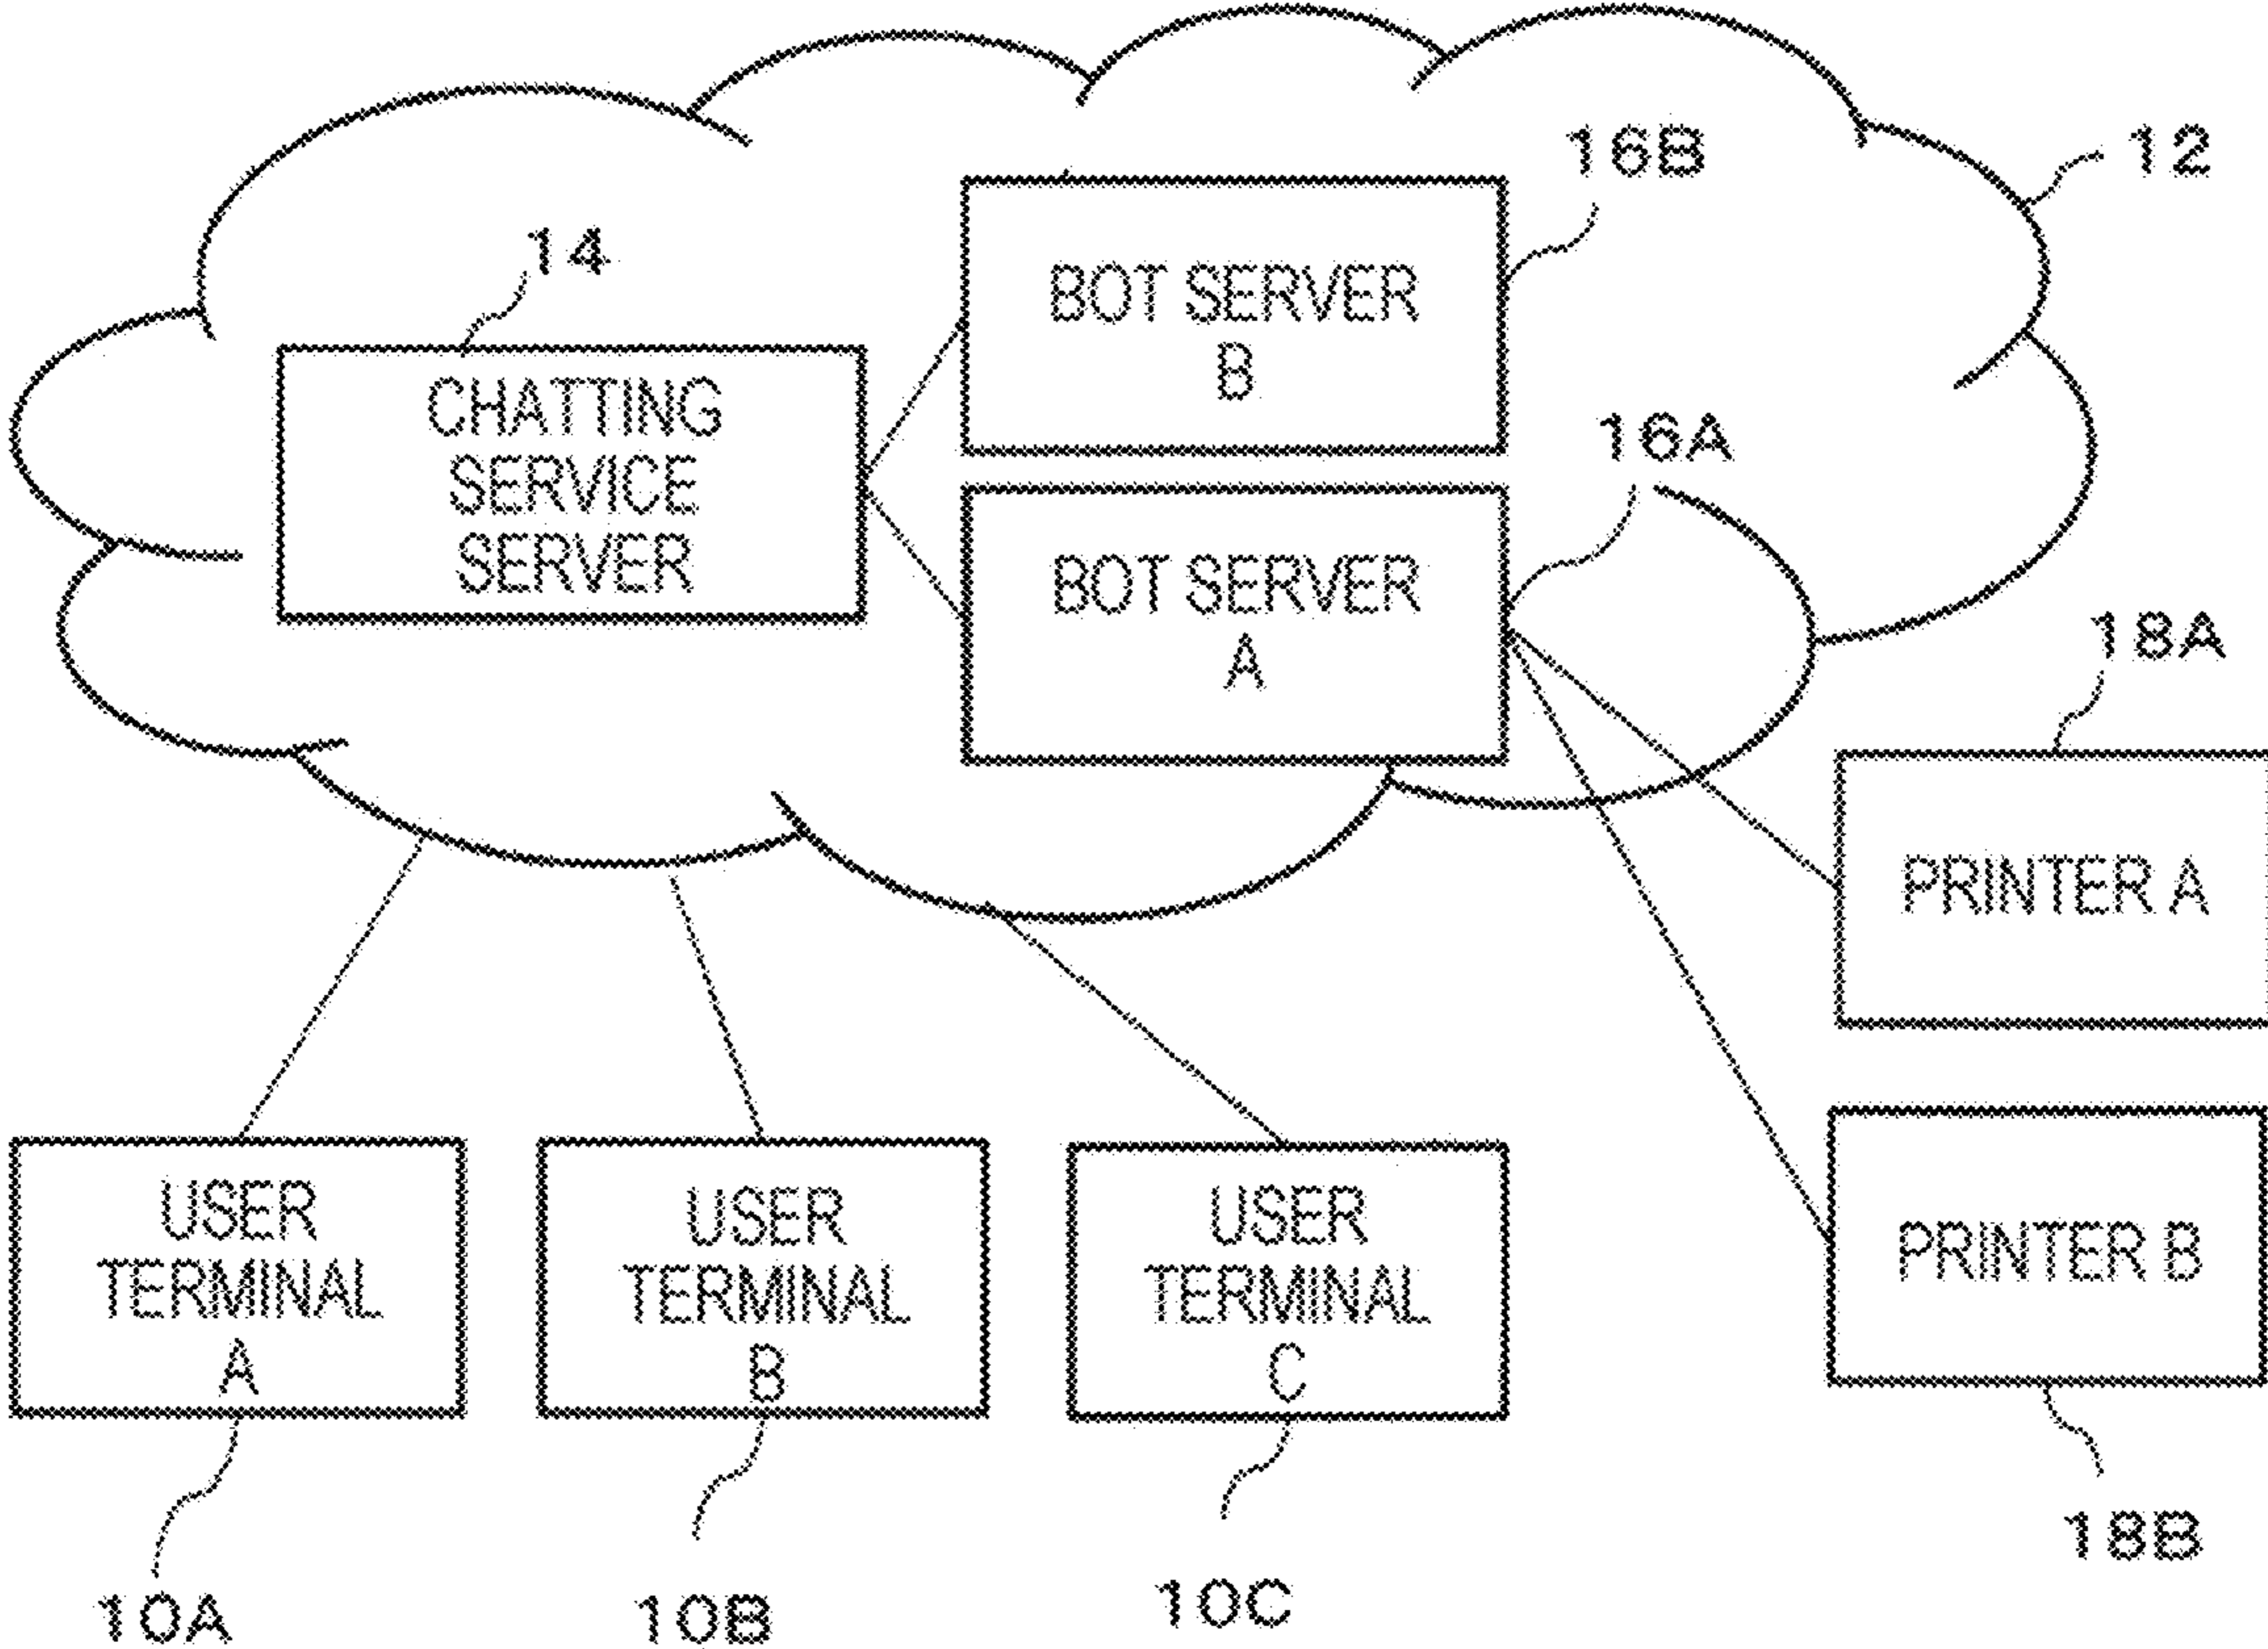 16B
12
14
BOT SERVER
B
CHATTING
SERVICE
SERVER
16A
BOT SERVER
A
18A
PRINTER A
USER
TERMINAL
A
USER
TERMINAL
B
USER
TERMINAL
C
PRINTER B
18B
10A
10B
10C